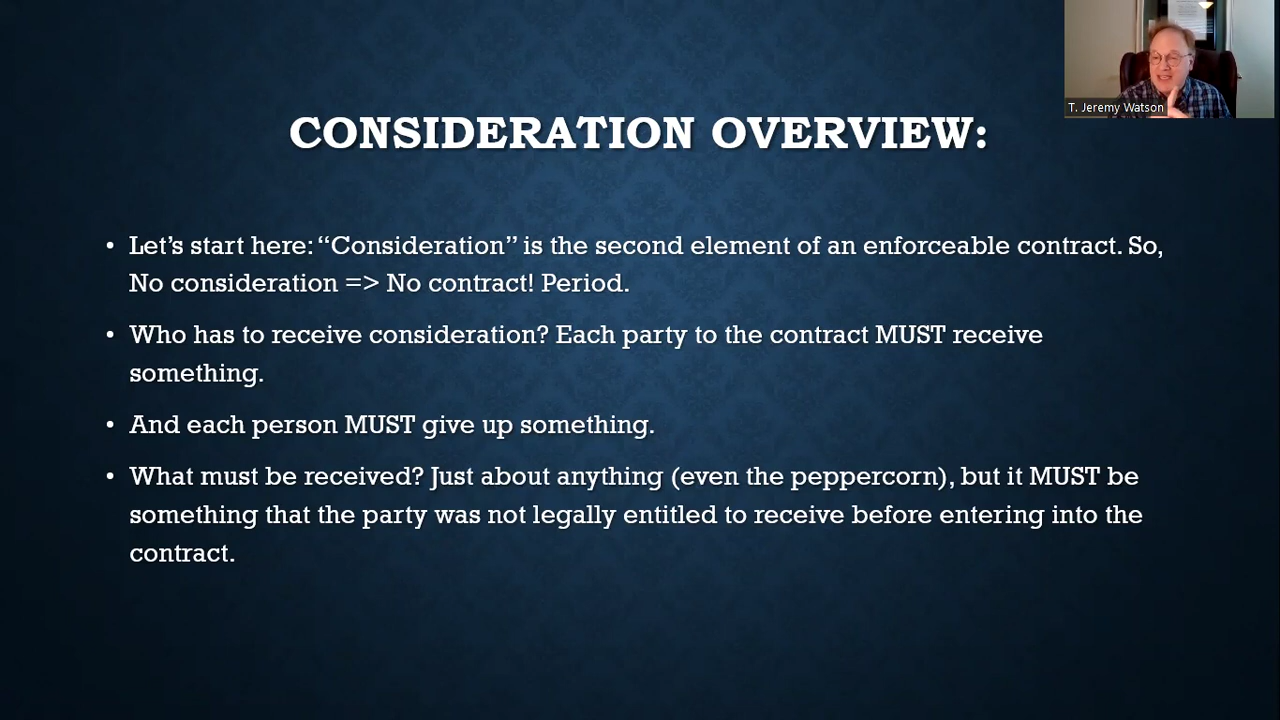 T. Jeremy Watson
CONSIDERATION OVERVIEW:
• Let's start here: “Consideration” is the second element of an enforceable contract. So,
No consideration => No contract! Period.
• Who has to receive consideration? Each party to the contract MUST receive
something.
• And each person MUST give up something.
• What must be received? Just about anything (even the peppercorn), but it MUST be
something that the party was not legally entitled to receive before entering into the
contract.